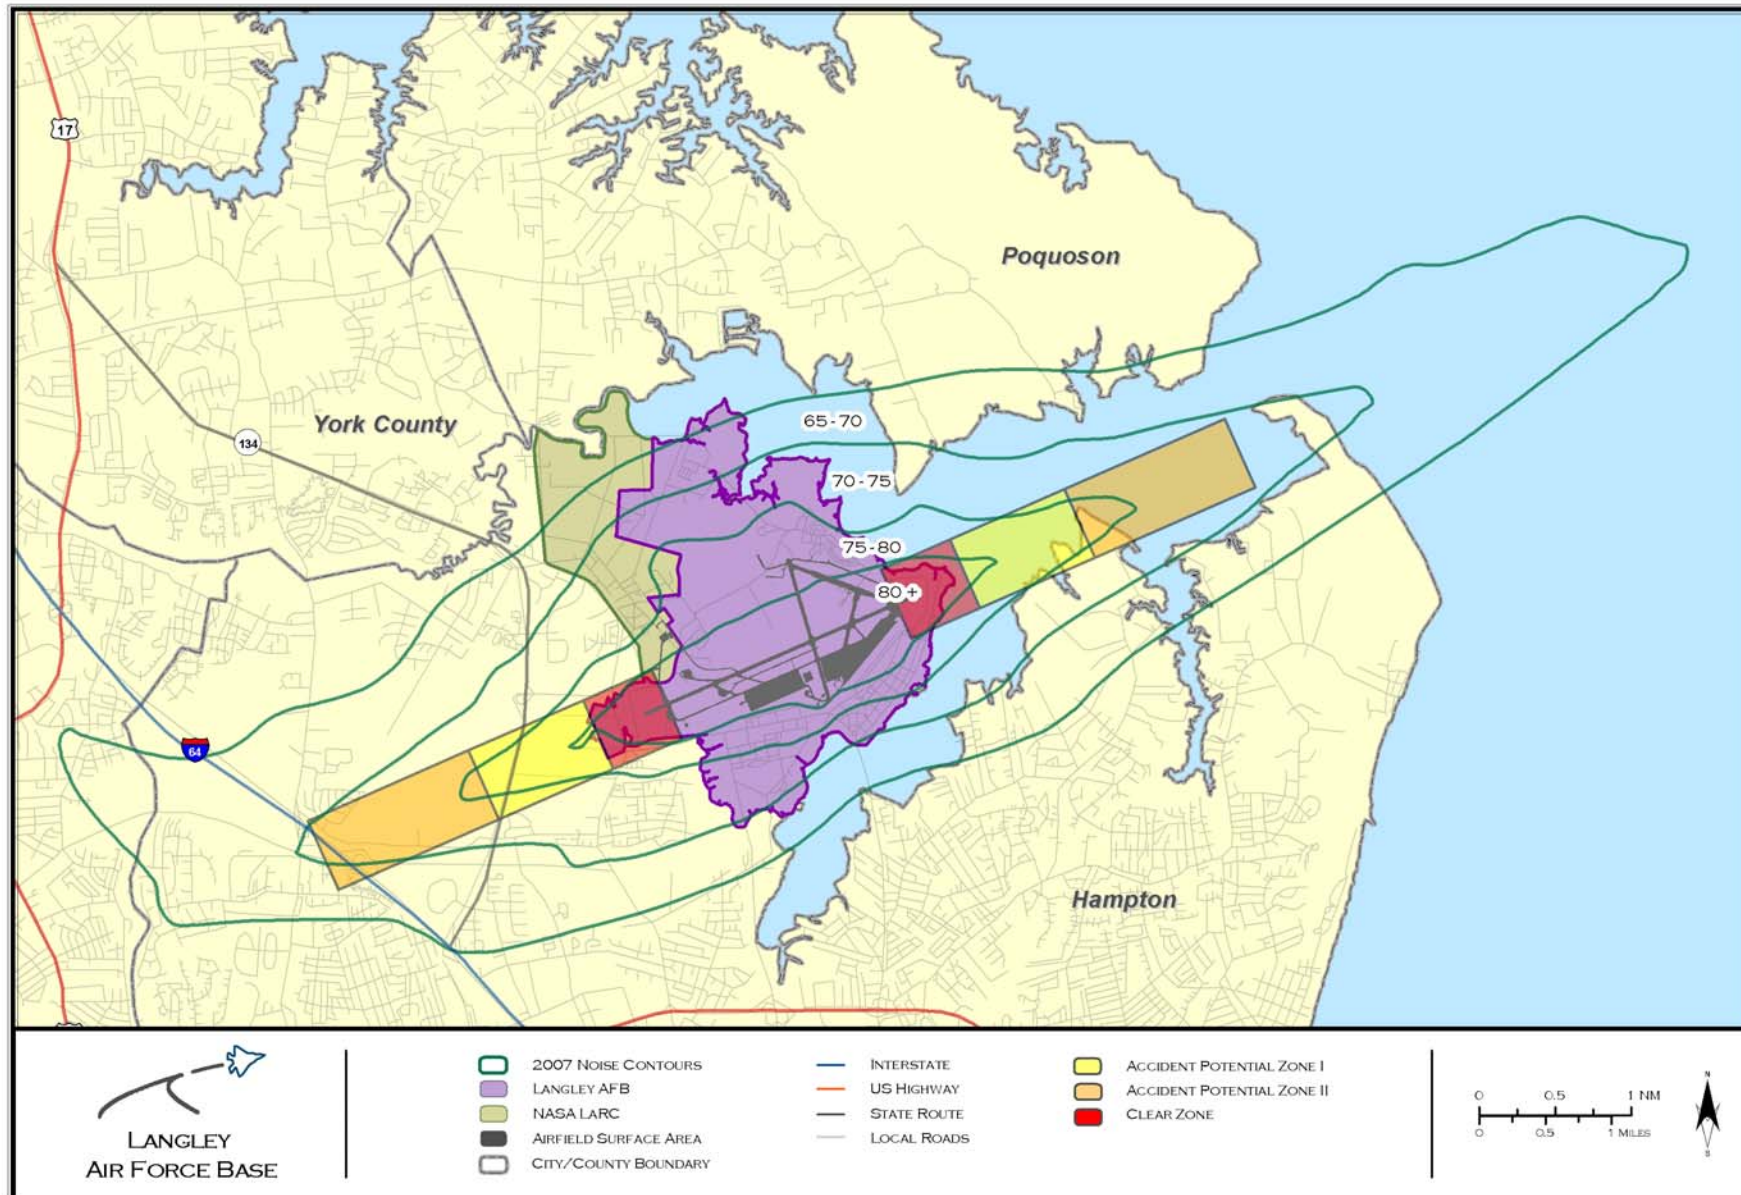 17
Poquoson
York County
134
65-70
70-75
75-80
80+
64
Hampton
LANGLEY
AIR FORCE BASE
2007 NOISE CONTOURS
LANGLEY AFB
NASA LARC
AIRFIELD SURFACE AREA
CITY/COUNTY BOUNDARY
INTERSTATE
US HIGHWAY
STATE ROUTE
LOCAL ROADS
ACCIDENT POTENTIAL ZONE I
ACCIDENT POTENTIAL ZONE II
CLEAR ZONE
0 0.5 1 NM
0 0.5 1 MILES
N
S